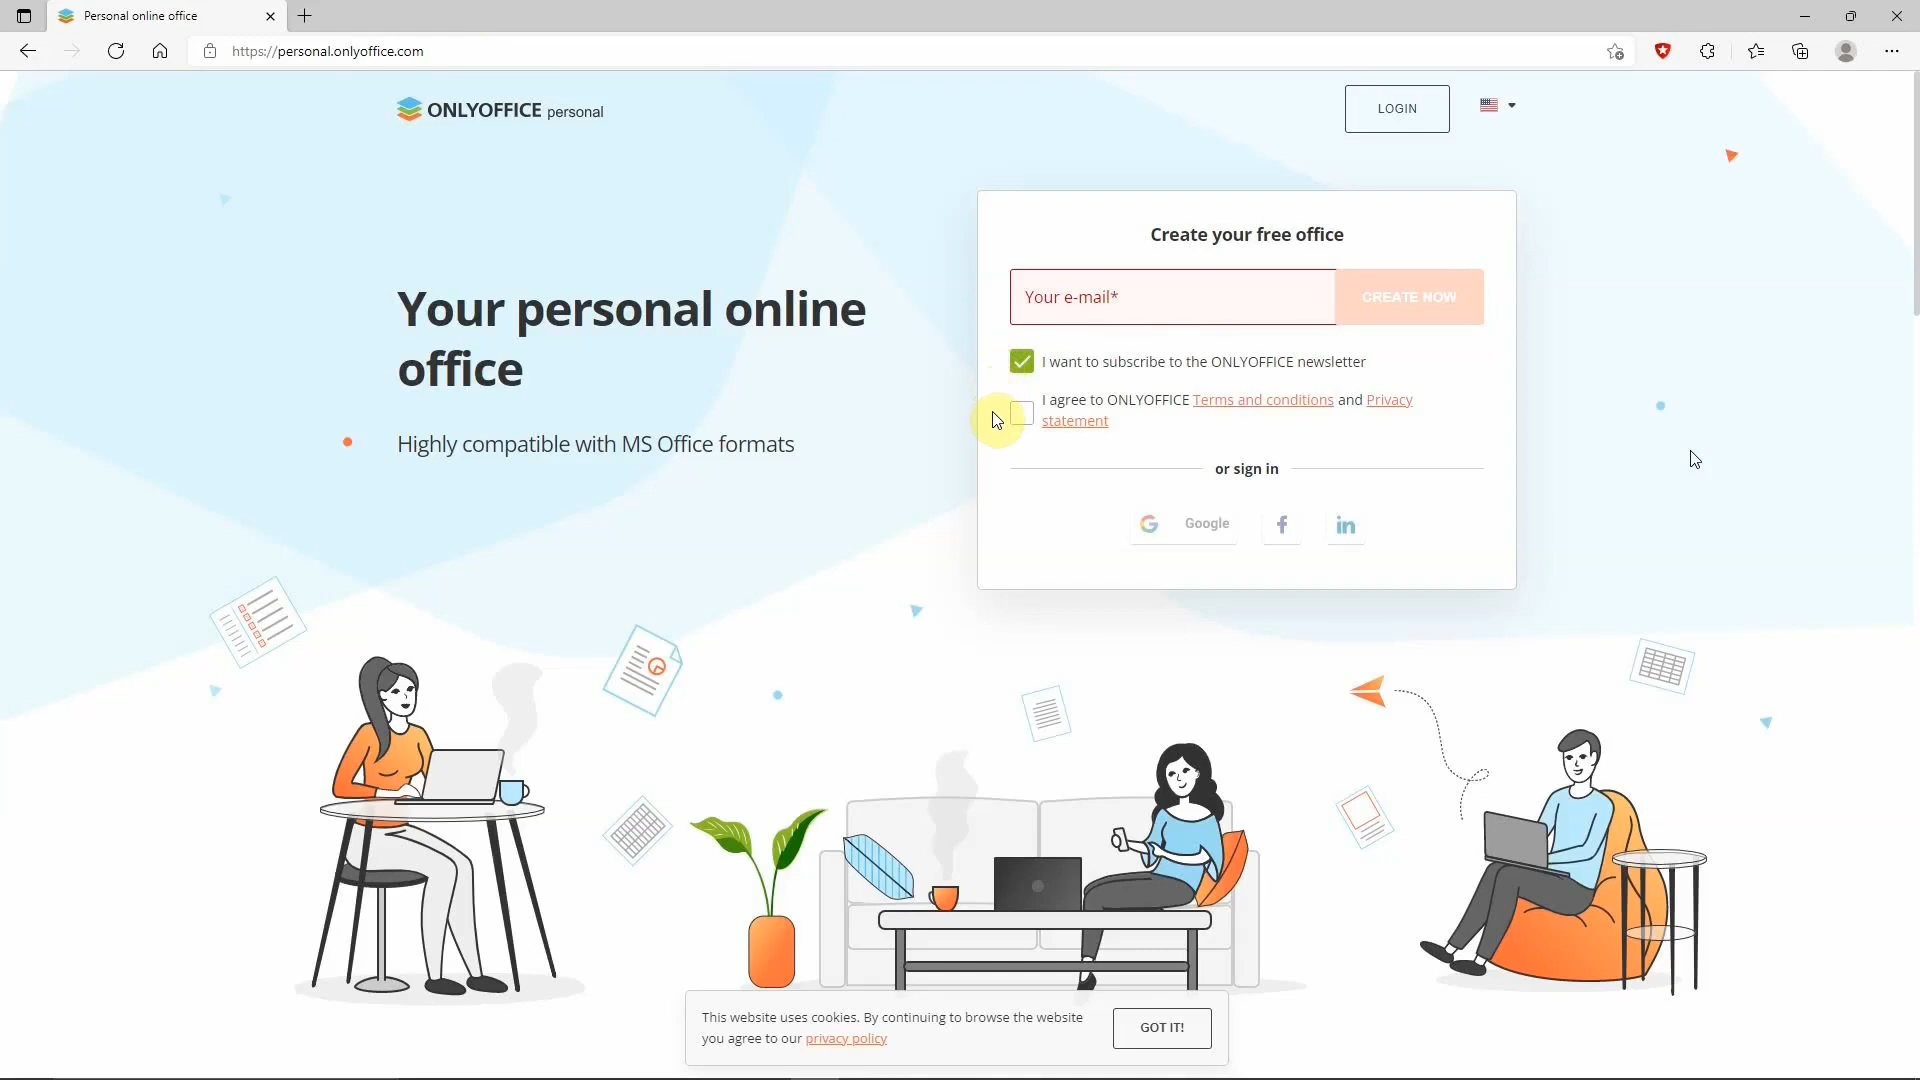 Personal online office
https://personal.onlyoffice.com
ONLYOFFICE personal
LOGIN
Create your free office
Your e-mail*
CREATE NOW
I want to subscribe to the ONLYOFFICE newsletter
I agree to ONLYOFFICE Terms and conditions and Privacy
statement
or sign in
Google
f
in
Your personal online
office
Highly compatible with MS Office formats
This website uses cookies. By continuing to browse the website
you agree to our privacy policy
GOT IT!